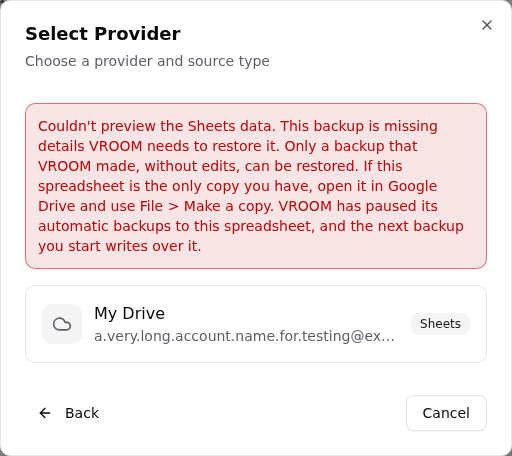 Select Provider
Choose a provider and source type
Couldn't preview the Sheets data. This backup is missing
details VROOM needs to restore it. Only a backup that
VROOM made, without edits, can be restored. If this
spreadsheet is the only copy you have, open it in Google
Drive and use File > Make a copy. VROOM has paused its
automatic backups to this spreadsheet, and the next backup
you start writes over it.
My Drive
a.very.long.account.name.for.testing@ex...
Sheets
Back
Cancel